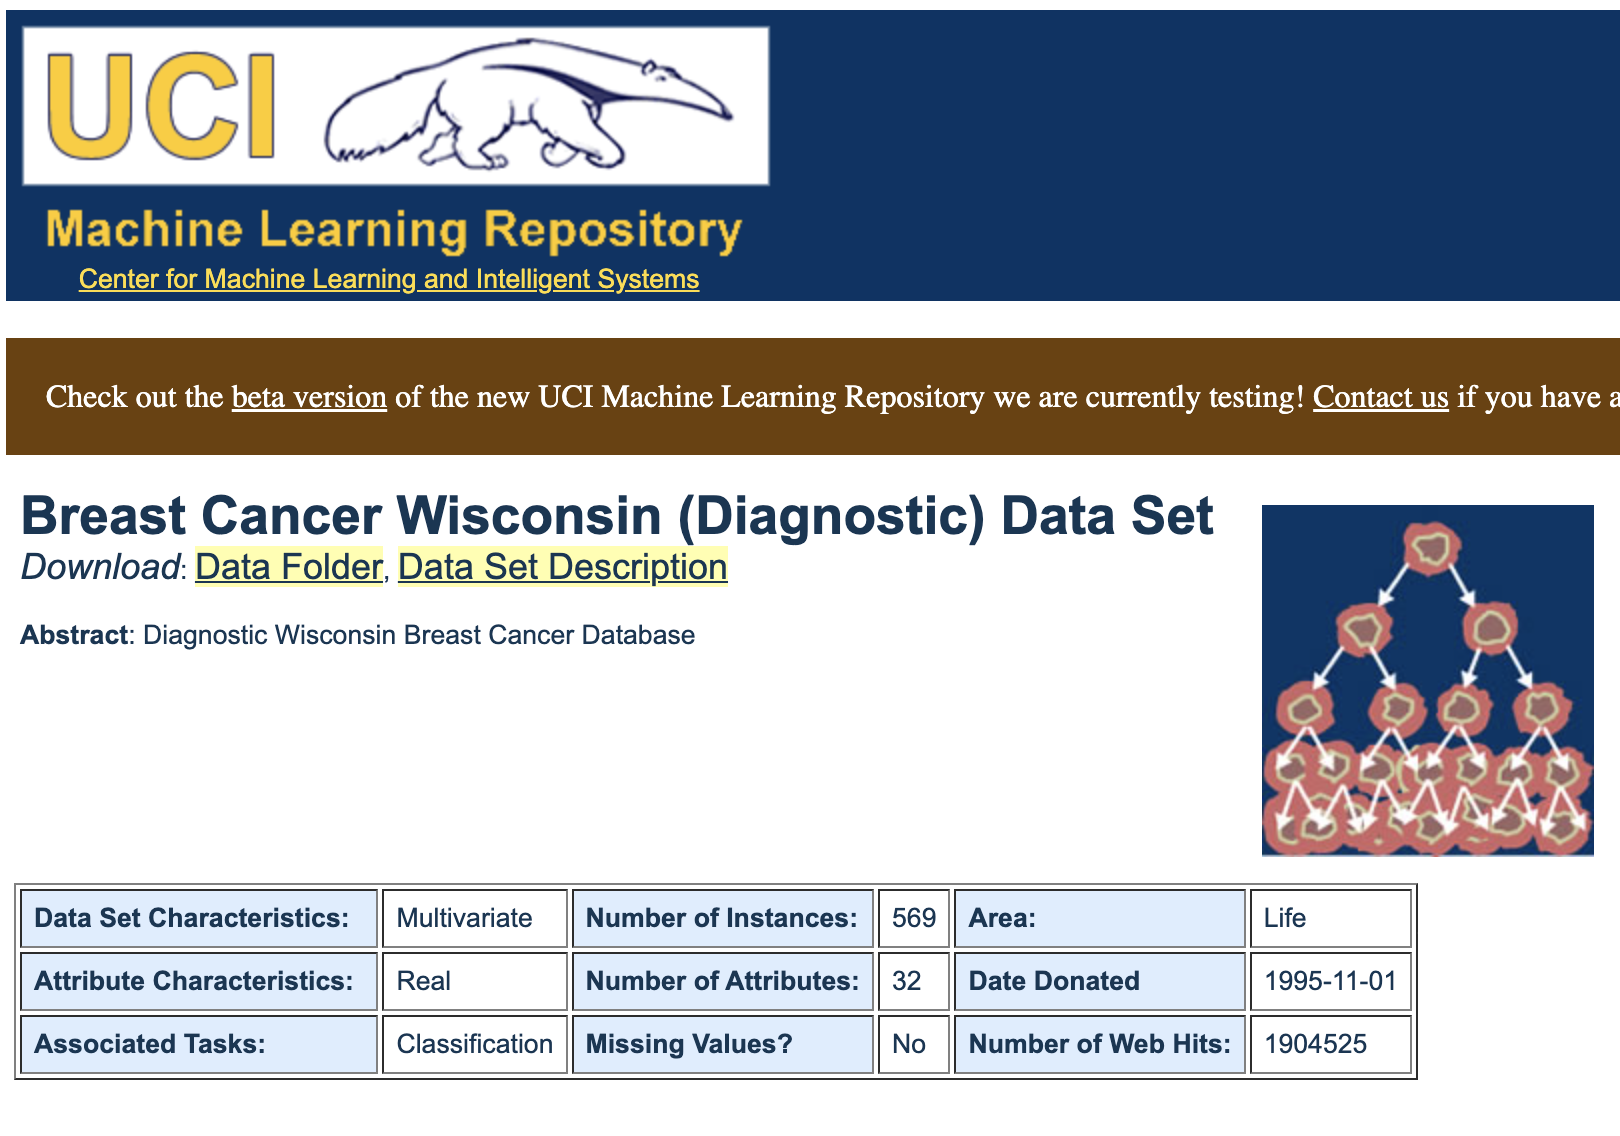 UCI
Machine Learning Repository
Center for Machine Learning and Intelligent Systems
Check out the beta version of the new UCI Machine Learning Repository we are currently testing! Contact us if you have a
Breast Cancer Wisconsin (Diagnostic) Data Set
Download: Data Folder, Data Set Description
Abstract: Diagnostic Wisconsin Breast Cancer Database
Data Set Characteristics: Multivariate Number of Instances: 569 Area: Life
Attribute Characteristics: Real Number of Attributes: 32 Date Donated 1995-11-01
Associated Tasks: Classification Missing Values? No Number of Web Hits: 1904525